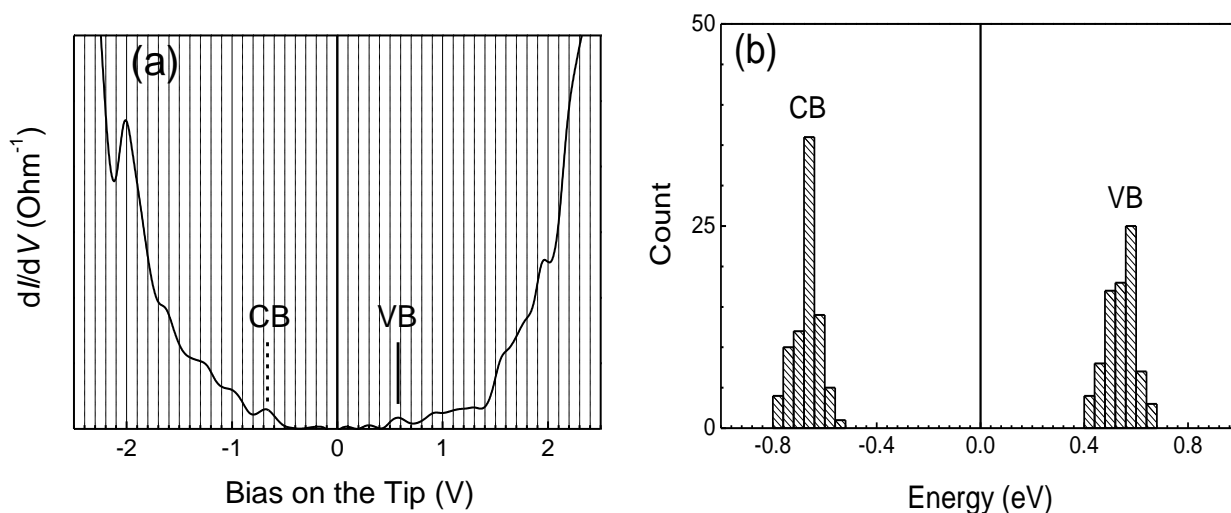 (a)
dI/dV (Ohm-1)
CB
VB
-2
-1
0
1
2
Bias on the Tip (V)
(b)
50
25
0
Count
CB
VB
-0.8
-0.4
0.0
0.4
0.8
Energy (eV)